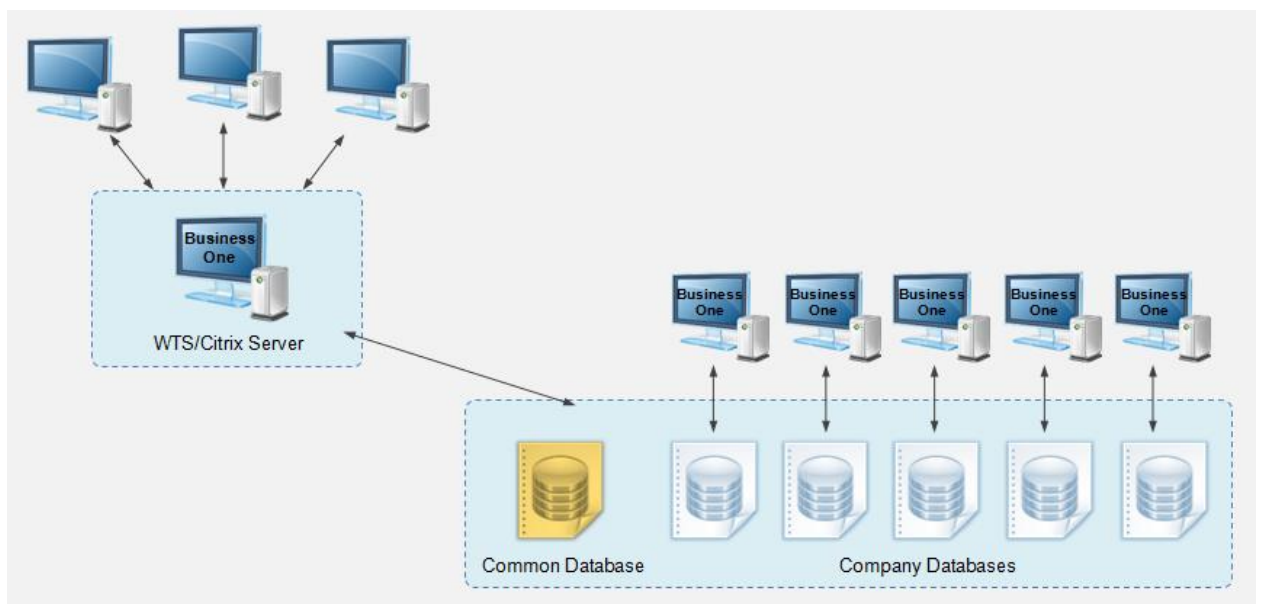 Business
One
WTS/Citrix Server
Business
One
Business
One
Business
One
Business
One
Business
One
Common Database
Company Databases